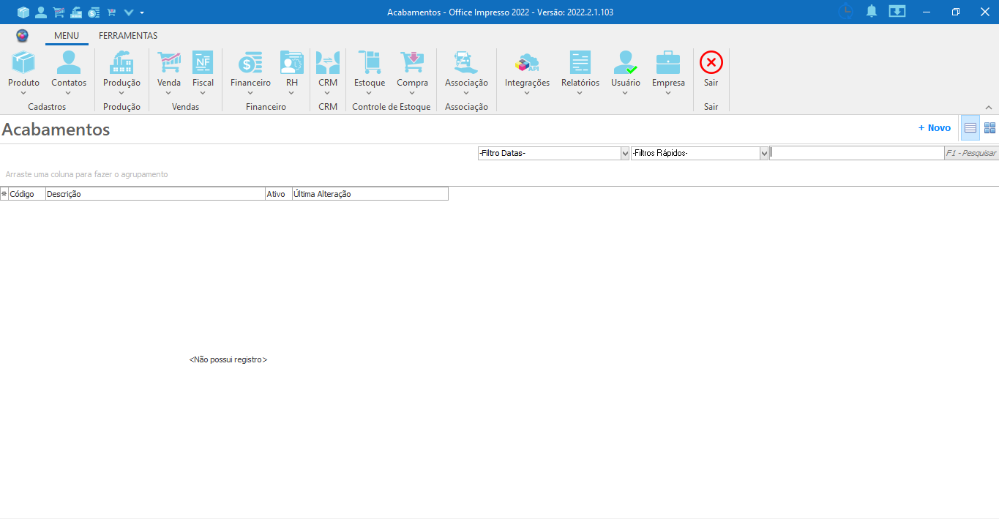 Acabamentos - Office Impresso 2022 - Versão: 2022.2.1.103
MENU FERRAMENTAS
Produto Contatos Produção Venda Fiscal Financeiro RH CRM Estoque Compra Associação Integrações Relatórios Usuário Empresa Sair
Cadastros Produção Vendas Financeiro CRM Controle de Estoque Associação Sair
Acabamentos
+ Novo
-Filtro Datas- -Filtros Rápidos- F1 - Pesquisar
Arraste uma coluna para fazer o agrupamento
Código Descrição Ativo Última Alteração
<Não possui registro>